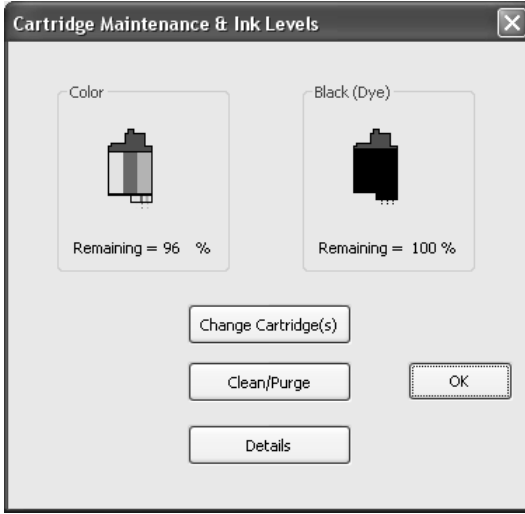 Cartridge Maintenance & Ink Levels
Color
Black (Dye)
Remaining = 96 %
Remaining = 100 %
Change Cartridge(s)
Clean/Purge
OK
Details